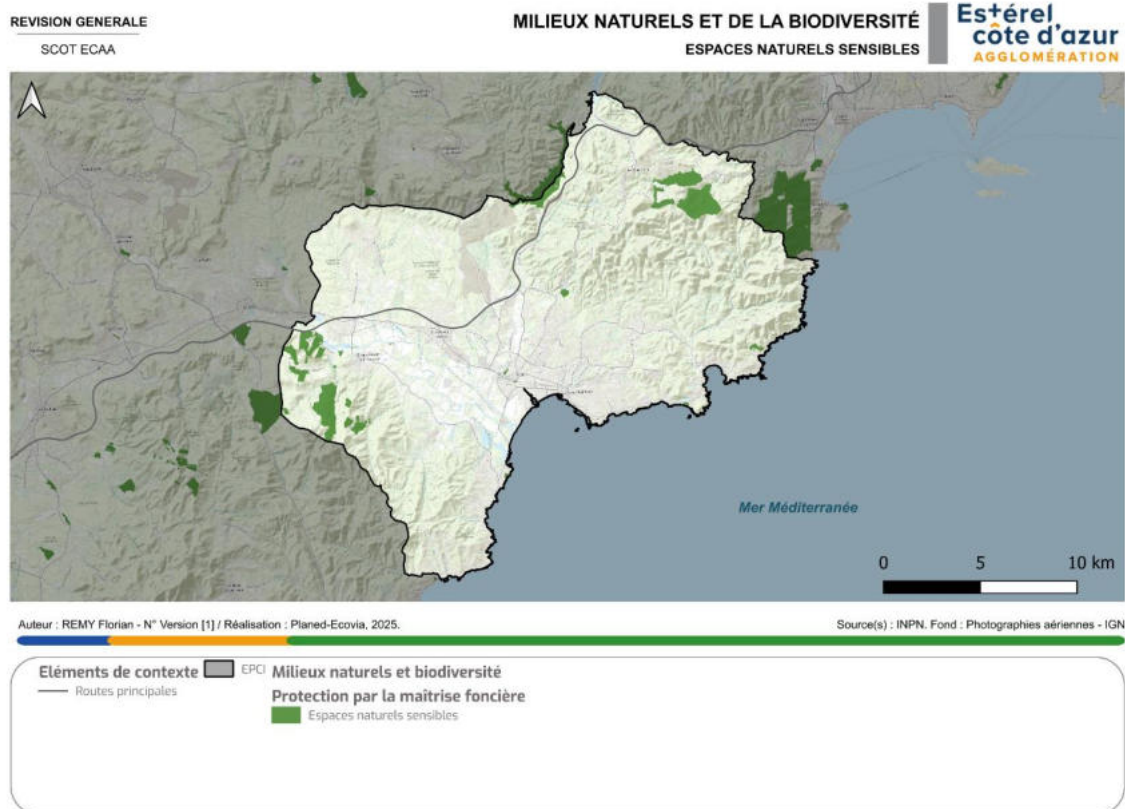 REVISION GENERALE
SCOT ECAA
MILIEUX NATURELS ET DE LA BIODIVERSITÉ
ESPACES NATURELS SENSIBLES
Estérel
côte d'azur
AGGLOMÉRATION
Mer Méditerranée
0 5 10 km
Auteur : REMY Florian - N° Version [1] / Réalisation : Planed-Ecovia, 2025.
Source(s) : INPN. Fond : Photographies aériennes - IGN
Eléments de contexte
EPCI
Routes principales
Milieux naturels et biodiversité
Protection par la maîtrise foncière
Espaces naturels sensibles